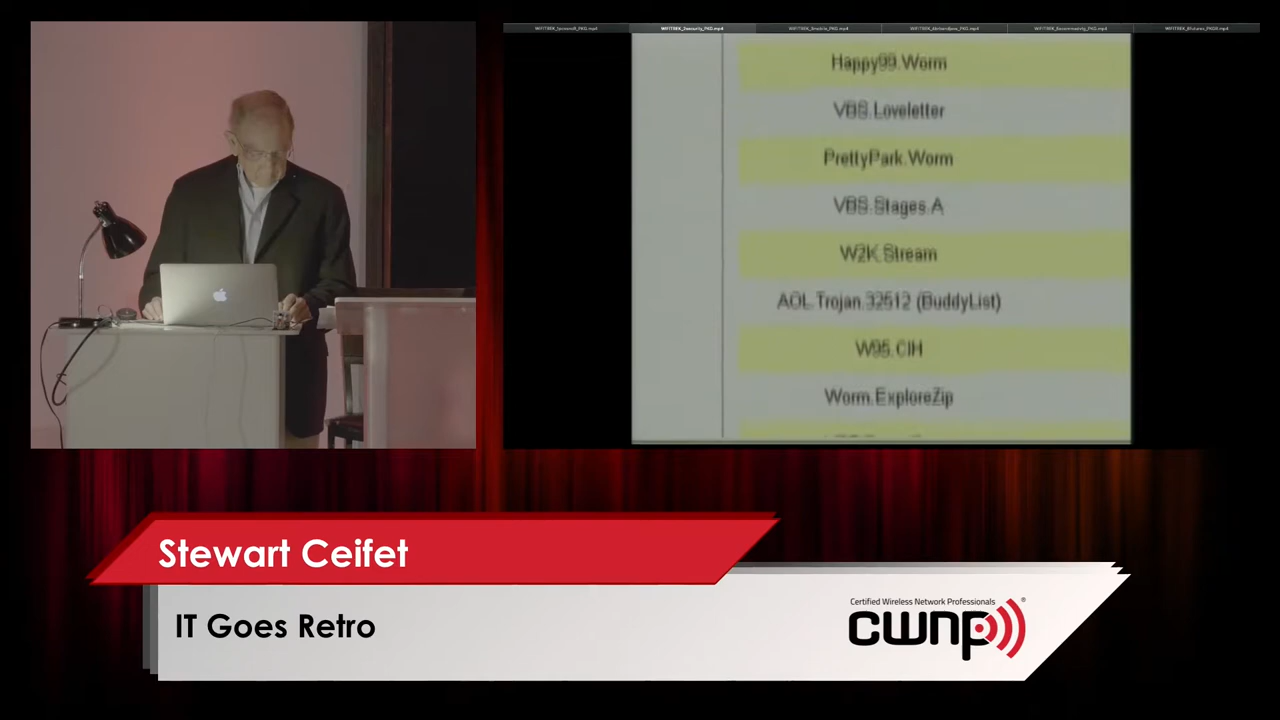 Happy99.Worm
VBS.Loveletter
PrettyPark.Worm
VBS.Stages.A
W2K.Stream
AOL.Trojan.32512 (BuddyList)
W95.CIH
Worm.ExploreZip
Stewart Ceifet
IT Goes Retro
Certified Wireless Network Professionals
cwnp